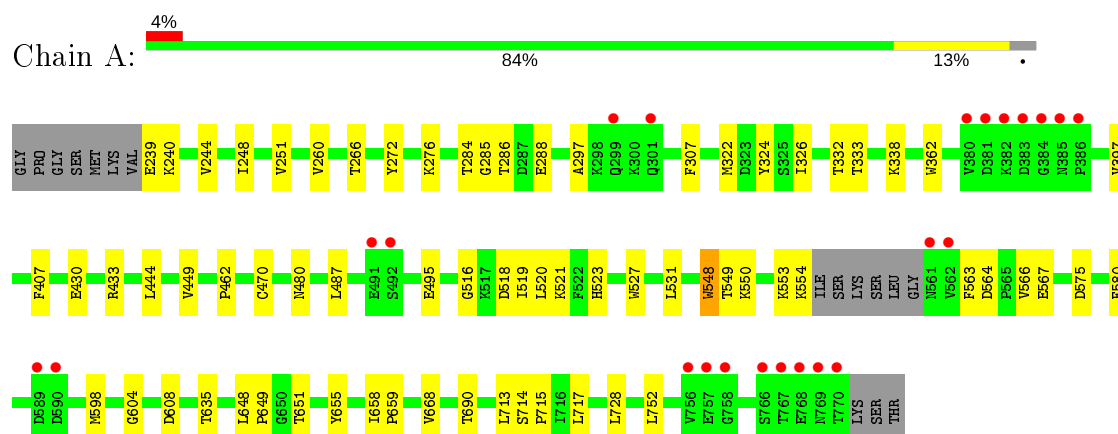 4%
Chain A:
84% 13% •
GLY PRO GLY SER MET LYS VAL E239 K240 V244 I248 V251 V260 T266 Y272 K276 T284 G285 T286 D287 E288 A297 K298 Q299 K300 Q301 F307 M322 D323 Y324 S325 I326 T332 T333 K338 W362 V380 D381 K382 D383 G384 N385 P386 V397
F407 E430 R433 L444 V449 P462 C470 N480 L487 E491 S492 E495 G516 K517 D518 I519 L520 K521 F522 H523 W527 L531 W548 T549 K550 K553 K554 ILE SER LYS SER LEU GLY N561 V562 F563 D564 P565 V566 E567 D575
D589 D590 M598 G604 D608 T635 L648 P649 G650 T651 Y655 I658 P659 V668 T690 L713 S714 P715 I716 L717 L728 L752 V756 E757 G758 S766 T767 E768 N769 T770 LYS SER THR